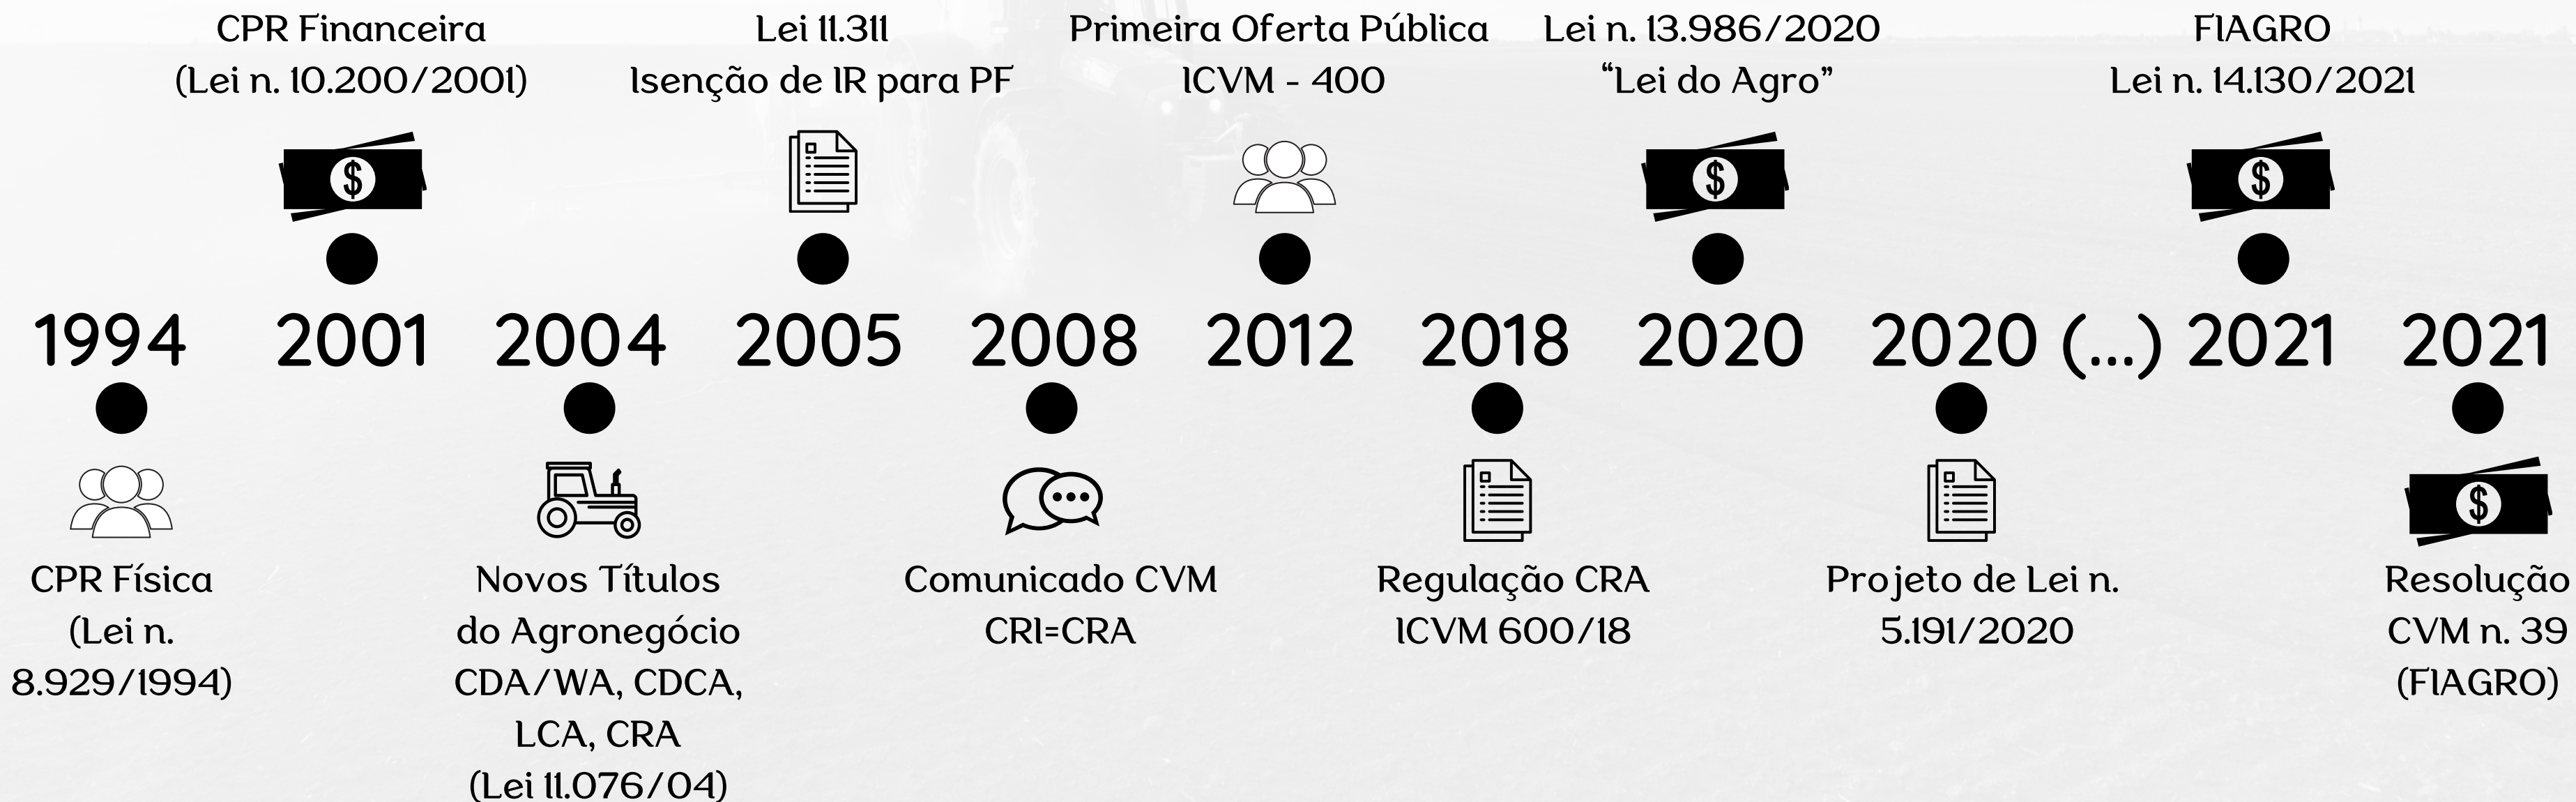 CPR Financeira
(Lei n. 10.200/2001)
Lei 11.311
Isenção de IR para PF
Primeira Oferta Pública
ICVM - 400
Lei n. 13.986/2020
“Lei do Agro”
FIAGRO
Lei n. 14.130/2021
$
$
$
1994 2001 2004 2005 2008 2012 2018 2020 2020 (...) 2021 2021
$
CPR Física
(Lei n.
8.929/1994)
Novos Títulos
do Agronegócio
CDA/WA, CDCA,
LCA, CRA
(Lei 11.076/04)
Comunicado CVM
CRI=CRA
Regulação CRA
ICVM 600/18
Projeto de Lei n.
5.191/2020
Resolução
CVM n. 39
(FIAGRO)